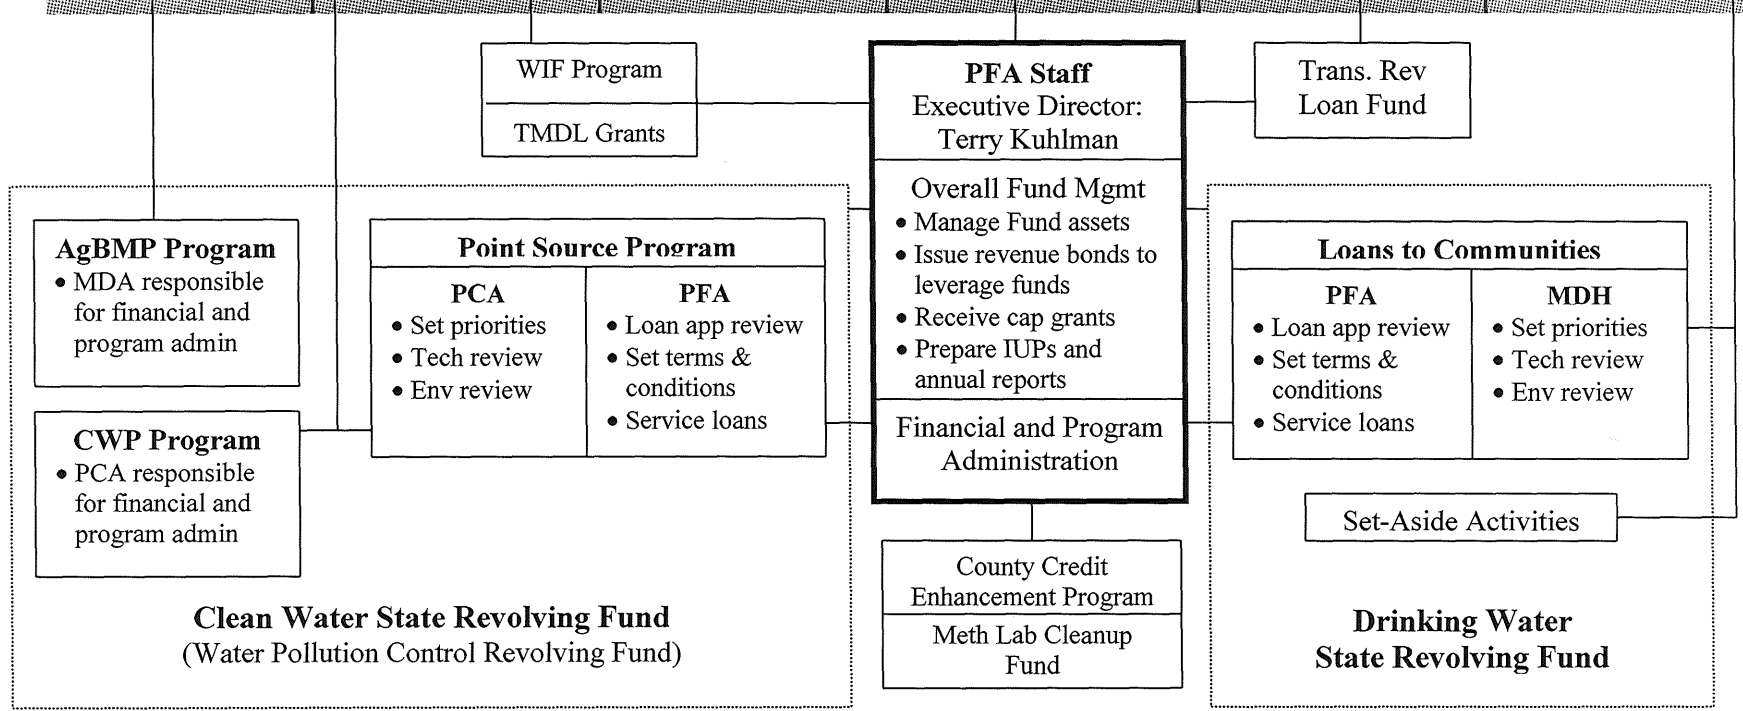 WIF Program
TMDL Grants
PFA Staff
Executive Director:
Terry Kuhlman
Overall Fund Mgmt
• Manage Fund assets
• Issue revenue bonds to
leverage funds
• Receive cap grants
• Prepare IUPs and
annual reports
Financial and Program
Administration
Trans. Rev
Loan Fund
AgBMP Program
• MDA responsible
for financial and
program admin
CWP Program
• PCA responsible
for financial and
program admin
Point Source Program
PCA
• Set priorities
• Tech review
• Env review
PFA
• Loan app review
• Set terms &
conditions
• Service loans
Clean Water State Revolving Fund
(Water Pollution Control Revolving Fund)
County Credit
Enhancement Program
Meth Lab Cleanup
Fund
Loans to Communities
PFA
• Loan app review
• Set terms &
conditions
• Service loans
MDH
• Set priorities
• Tech review
• Env review
Set-Aside Activities
Drinking Water
State Revolving Fund